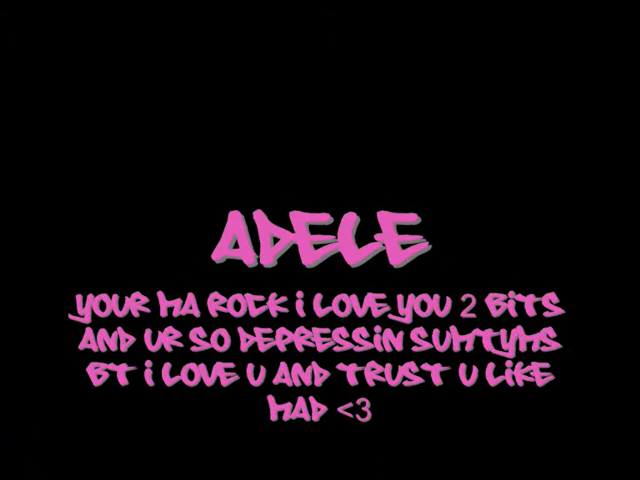 ADELE
YOUR MA ROCK i LOVE YOU 2 BiTS
AND UR SO DEPRESSiN SUMTYMS
BT i LOVE U AND TRUST U LiKE
MAD <3